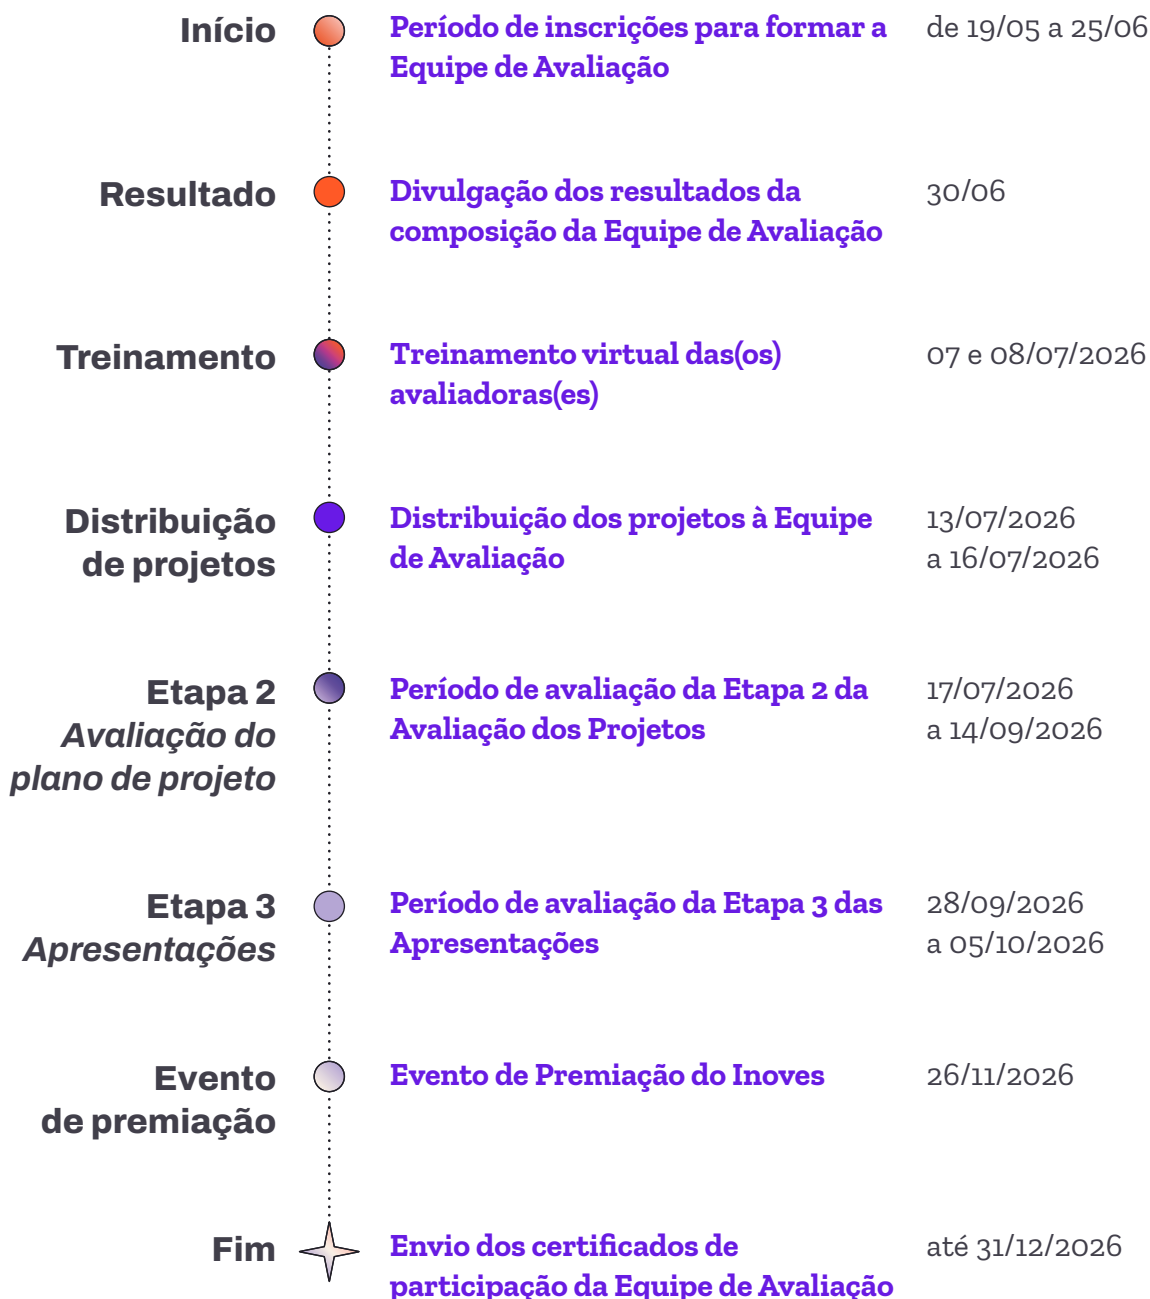 Início
Período de inscrições para formar a
Equipe de Avaliação
de 19/05 a 25/06
Resultado
Divulgação dos resultados da
composição da Equipe de Avaliação
30/06
Treinamento
Treinamento virtual das(os)
avaliadoras(es)
07 e 08/07/2026
Distribuição
de projetos
Distribuição dos projetos à Equipe
de Avaliação
13/07/2026
a 16/07/2026
Etapa 2
Avaliação do
plano de projeto
Período de avaliação da Etapa 2 da
Avaliação dos Projetos
17/07/2026
a 14/09/2026
Etapa 3
Apresentações
Período de avaliação da Etapa 3 das
Apresentações
28/09/2026
a 05/10/2026
Evento
de premiação
Evento de Premiação do Inoves
26/11/2026
Fim
Envio dos certificados de
participação da Equipe de Avaliação
até 31/12/2026